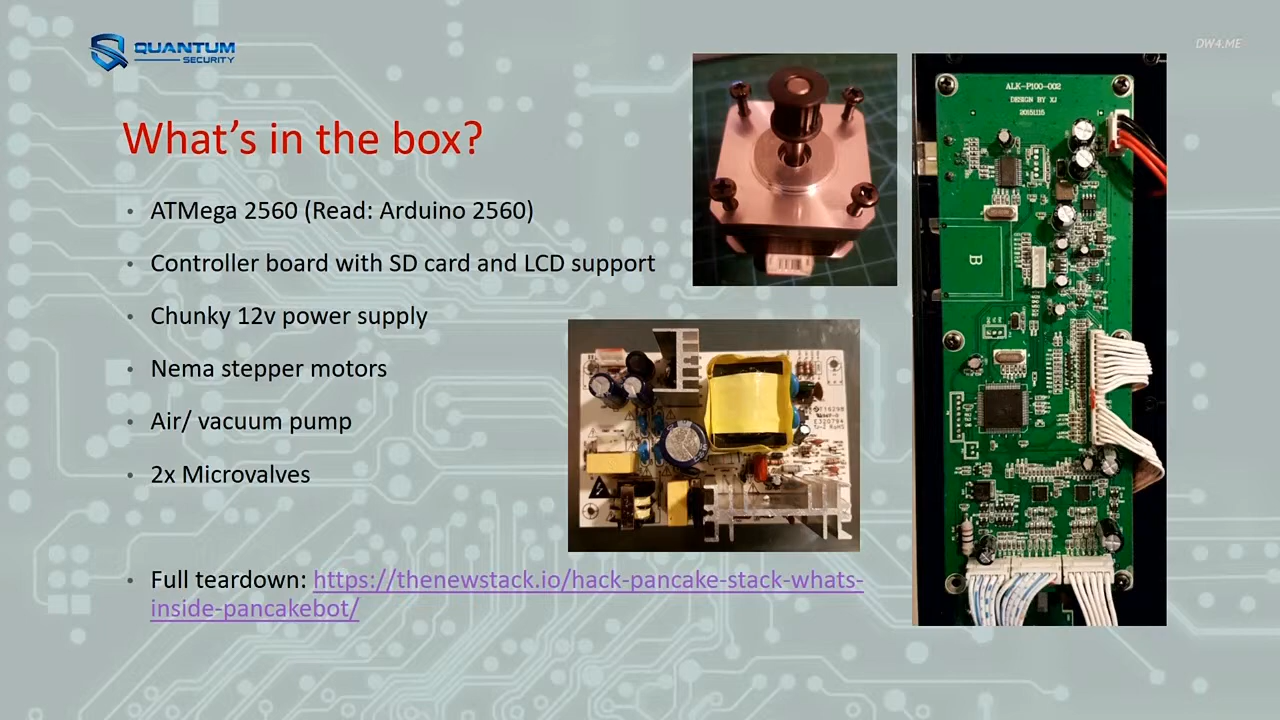 QUANTUM
SECURITY
DW4.ME
What's in the box?
• ATMega 2560 (Read: Arduino 2560)
• Controller board with SD card and LCD support
• Chunky 12v power supply
• Nema stepper motors
• Air/ vacuum pump
• 2x Microvalves
• Full teardown: https://thenewstack.io/hack-pancake-stack-whats-
inside-pancakebot/
ALK-P100-002
DESIGN BY XJ
20151115
B